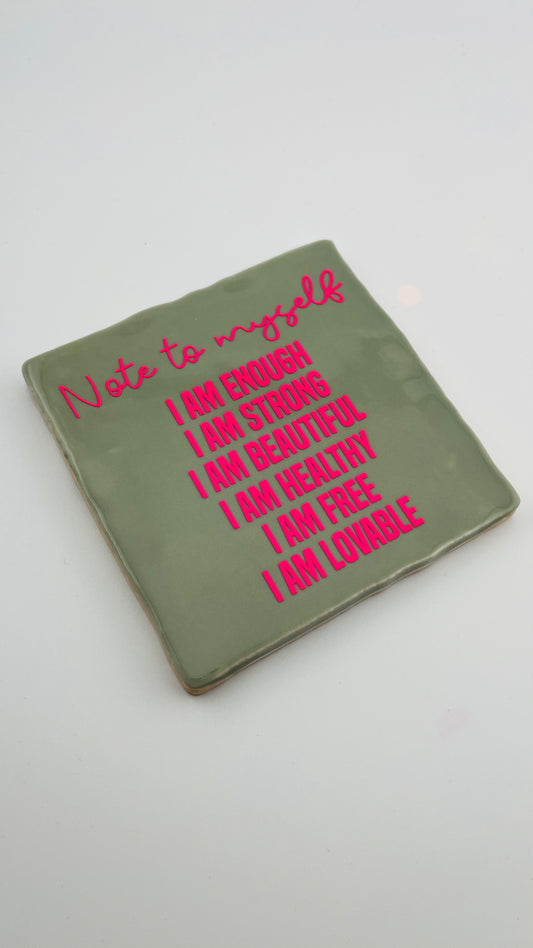 Note to myself
I AM ENOUGH
I AM STRONG
I AM BEAUTIFUL
I AM HEALTHY
I AM FREE
I AM LOVABLE